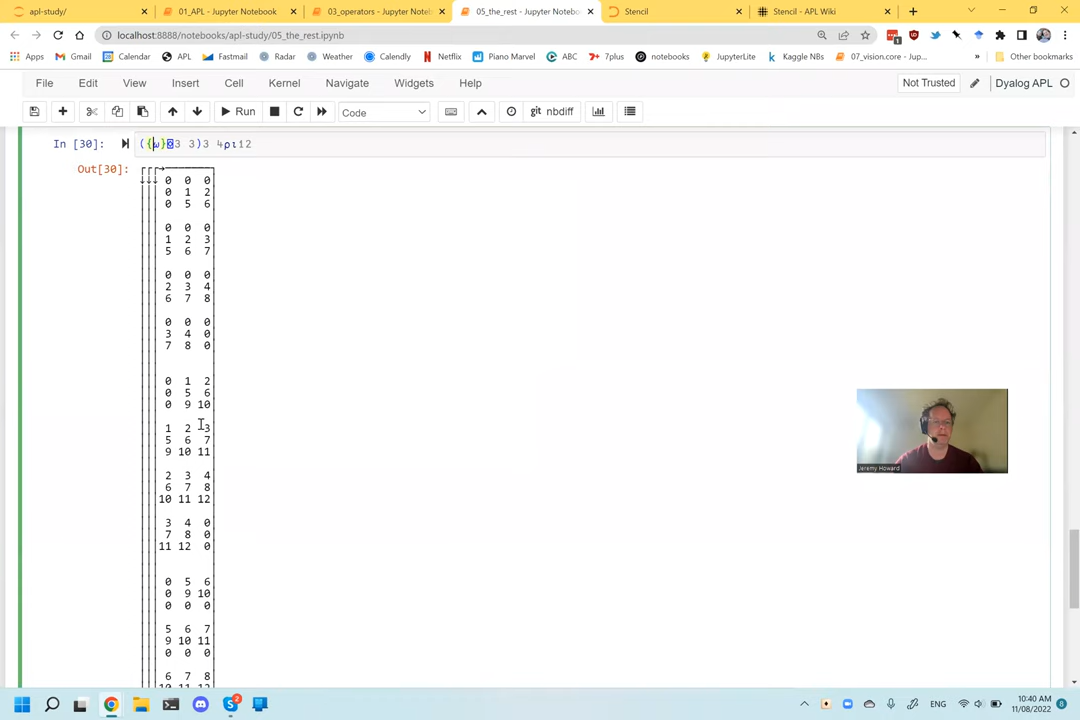 apl-study/
01_APL - Jupyter Notebook
03_operators - Jupyter Notebook
05_the_rest - Jupyter Notebook
Stencil
Stencil - APL Wiki
localhost:8888/notebooks/apl-study/05_the_rest.ipynb
Apps Gmail Calendar APL Fastmail Radar Weather Calendly Netflix Piano Marvel ABC 7plus notebooks JupyterLite Kaggle NBs 07_vision.core - Jup... » Other bookmarks
File Edit View Insert Cell Kernel Navigate Widgets Help Not Trusted Dyalog APL
Run Code git nbdiff
In [30]: ({⍵}⌺3 3)3 4⍴⍳12
Out[30]:
0 0 0
0 1 2
0 5 6
0 0 0
1 2 3
5 6 7
0 0 0
2 3 4
6 7 8
0 0 0
3 4 0
7 8 0
0 1 2
0 5 6
0 9 10
1 2 3
5 6 7
9 10 11
2 3 4
6 7 8
10 11 12
3 4 0
7 8 0
11 12 0
0 5 6
0 9 10
0 0 0
5 6 7
9 10 11
0 0 0
6 7 8
10 11 12
Jeremy Howard
ENG
10:40 AM
11/08/2022
8